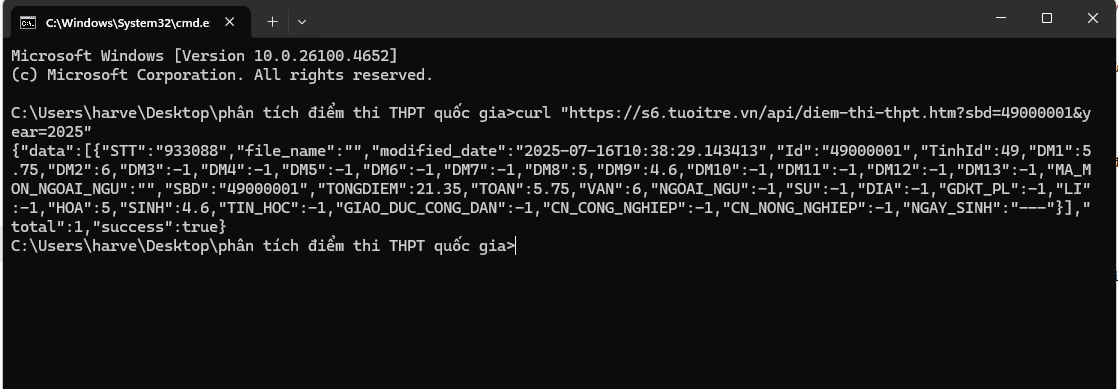 C:\Windows\System32\cmd.e
Microsoft Windows [Version 10.0.26100.4652]
(c) Microsoft Corporation. All rights reserved.
C:\Users\harve\Desktop\phân tích điểm thi THPT quốc gia>curl "https://s6.tuoitre.vn/api/diem-thi-thpt.htm?sbd=49000001&y
ear=2025"
{"data":[{"STT":"933088","file_name":"","modified_date":"2025-07-16T10:38:29.143413","Id":"49000001","TinhId":49,"DM1":5
.75,"DM2":6,"DM3":-1,"DM4":-1,"DM5":-1,"DM6":-1,"DM7":-1,"DM8":5,"DM9":4.6,"DM10":-1,"DM11":-1,"DM12":-1,"DM13":-1,"MA_M
ON_NGOAI_NGU":"","SBD":"49000001","TONGDIEM":21.35,"TOAN":5.75,"VAN":6,"NGOAI_NGU":-1,"SU":-1,"DIA":-1,"GDKT_PL":-1,"LI"
:-1,"HOA":5,"SINH":4.6,"TIN_HOC":-1,"GIAO_DUC_CONG_DAN":-1,"CN_CONG_NGHIEP":-1,"CN_NONG_NGHIEP":-1,"NGAY_SINH":"---"}],"
total":1,"success":true}
C:\Users\harve\Desktop\phân tích điểm thi THPT quốc gia>